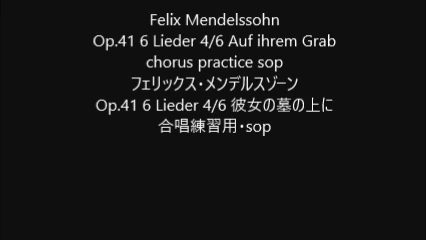 Felix Mendelssohn
Op.41 6 Lieder 4/6 Auf ihrem Grab
chorus practice sop
フェリックス・メンデルスゾーン
Op.41 6 Lieder 4/6 彼女の墓の上に
合唱練習用・sop